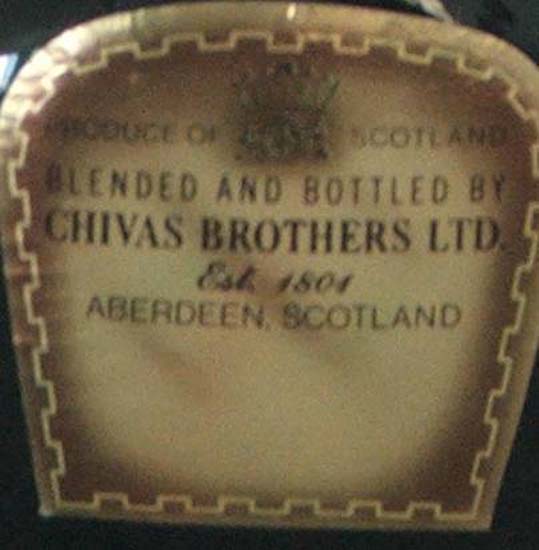 PRODUCE OF SCOTLAND
BLENDED AND BOTTLED BY
CHIVAS BROTHERS LTD.
Est. 1801
ABERDEEN, SCOTLAND